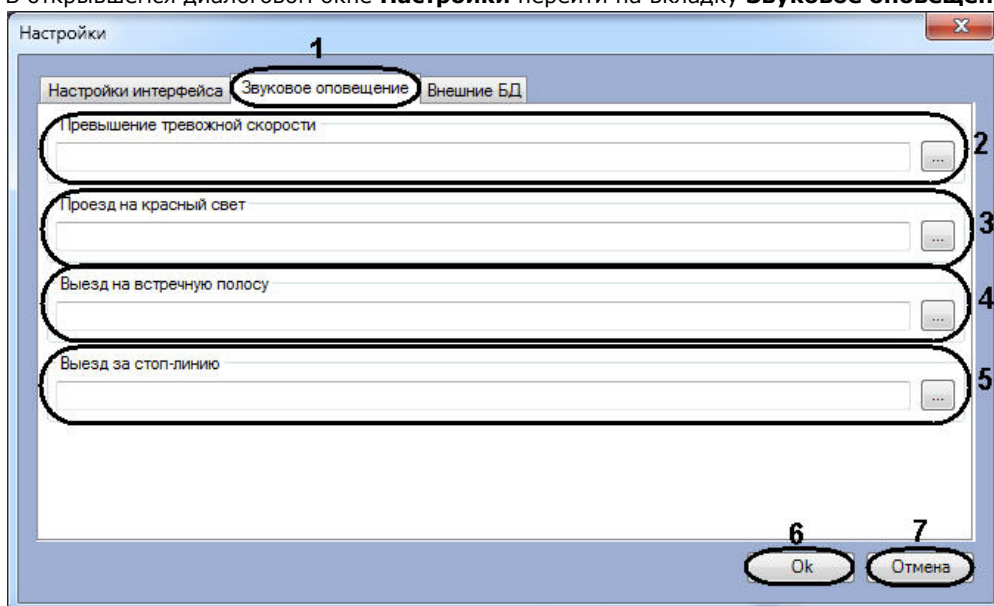 В открывшемся диалоговом окне Настройки перейти на вкладку Звуковое оповещен
Настройки
1
Настройки интерфейса Звуковое оповещение Внешние БД
Превышение тревожной скорости
... 2
Проезд на красный свет
... 3
Выезд на встречную полосу
... 4
Выезд за стоп-линию
... 5
6 7
Ok Отмена